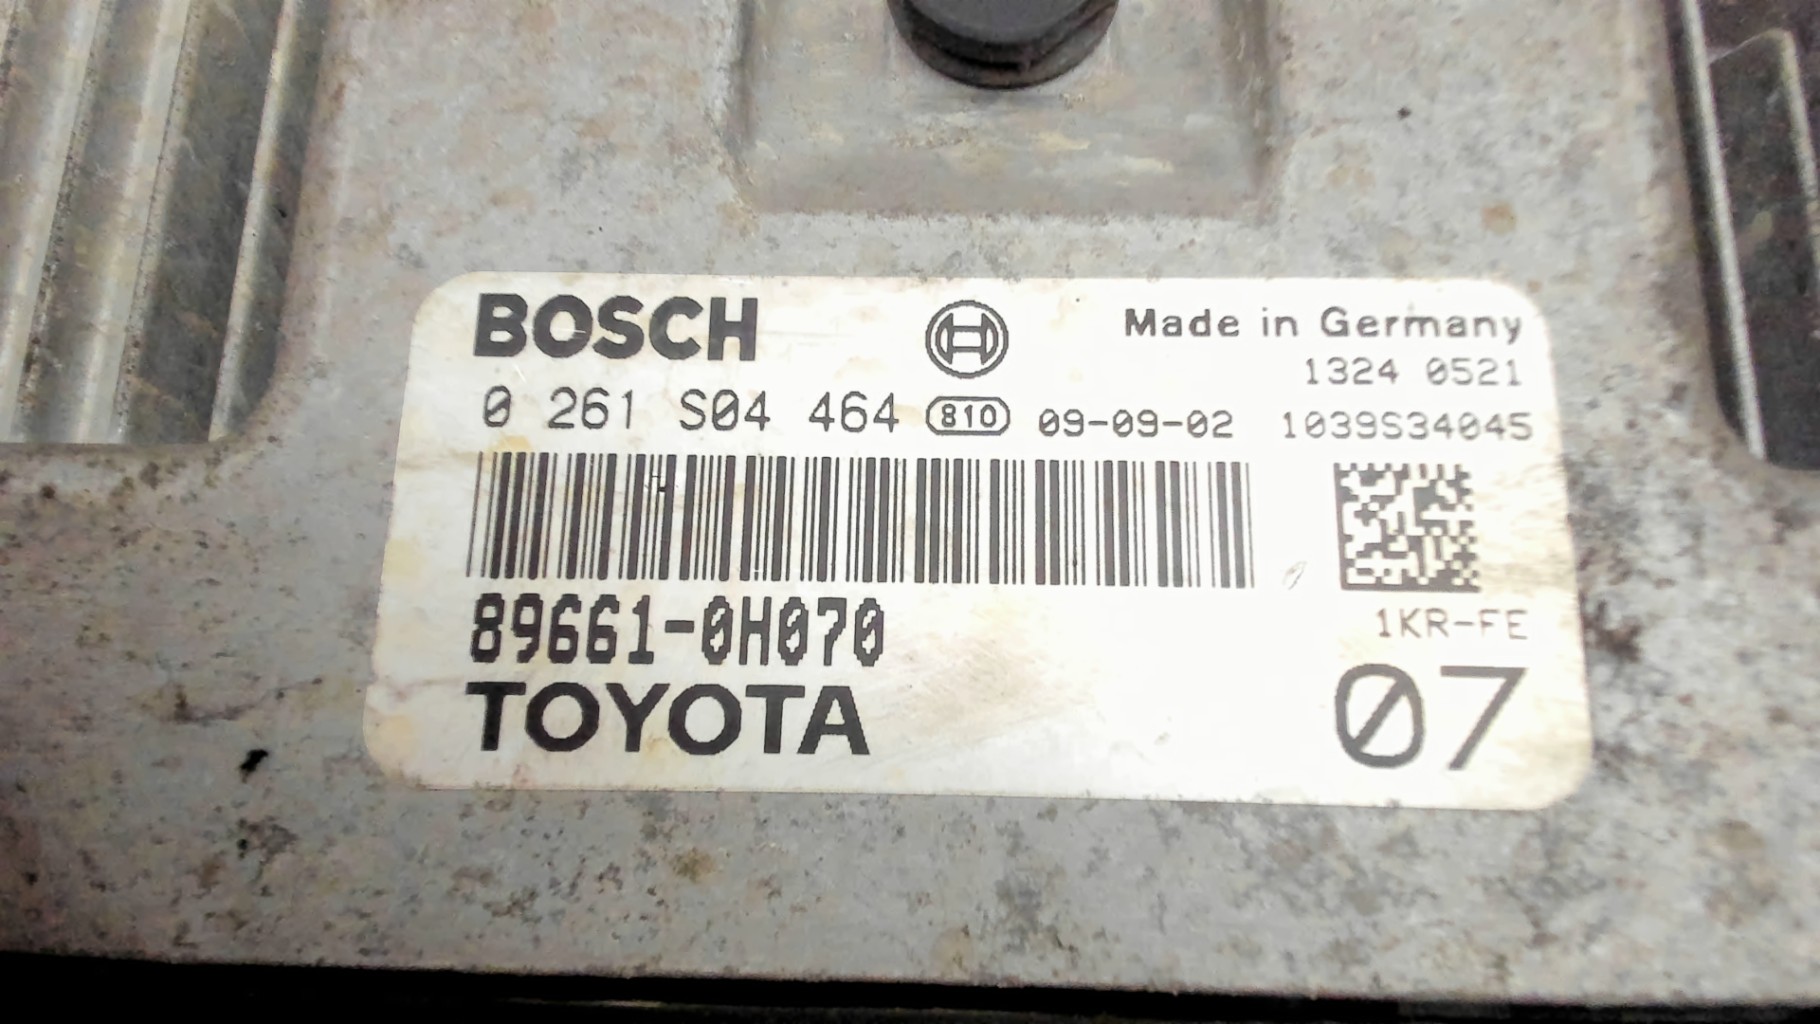 BOSCH
Made in Germany
1324 0521
0 261 S04 464 810 09-09-02 1039S34045
89661-0H070
1KR-FE
TOYOTA
07